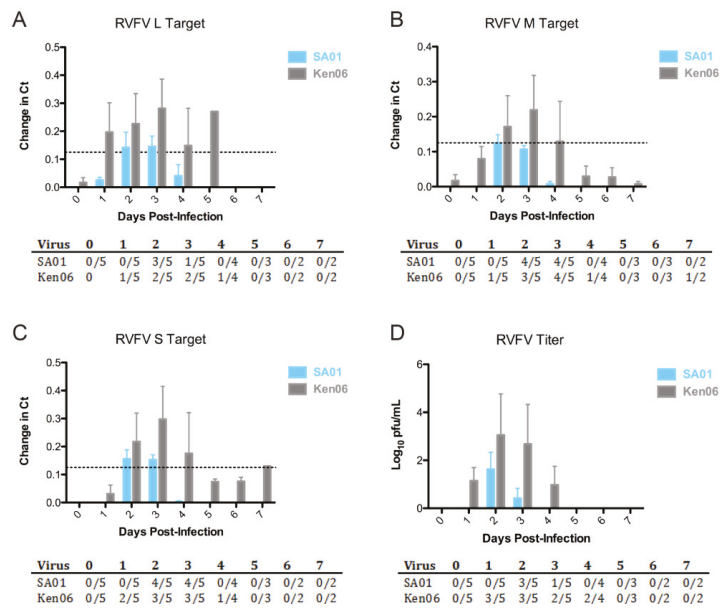 A
RVFV L Target
SA01
Ken06
Change in Ct
0.5
0.4
0.3
0.2
0.1
0.0
0 1 2 3 4 5 6 7
Days Post-Infection
Virus 0 1 2 3 4 5 6 7
SA01 0/5 0/5 3/5 1/5 0/4 0/3 0/2 0/2
Ken06 0 1/5 2/5 2/5 1/4 0/3 0/2 0/2
B
RVFV M Target
SA01
Ken06
Change in Ct
0.4
0.3
0.2
0.1
0.0
0 1 2 3 4 5 6 7
Days Post-Infection
Virus 0 1 2 3 4 5 6 7
SA01 0/5 0/5 4/5 4/5 0/4 0/3 0/3 0/2
Ken06 0/5 1/5 3/5 4/5 1/4 0/3 0/3 1/2
C
RVFV S Target
SA01
Ken06
Change in Ct
0.5
0.4
0.3
0.2
0.1
0.0
0 1 2 3 4 5 6 7
Days Post-Infection
Virus 0 1 2 3 4 5 6 7
SA01 0/5 0/5 4/5 4/5 0/4 0/3 0/2 0/2
Ken06 0/5 2/5 3/5 3/5 1/4 0/3 0/2 0/2
D
RVFV Titer
SA01
Ken06
Log10 pfu/mL
6
4
2
0
0 1 2 3 4 5 6 7
Days Post-Infection
Virus 0 1 2 3 4 5 6 7
SA01 0/5 0/5 3/5 1/5 0/4 0/3 0/2 0/2
Ken06 0/5 3/5 3/5 2/5 2/4 0/3 0/2 0/2